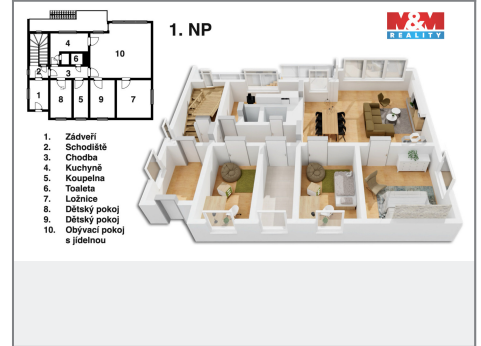 1. NP
M&M
REALITY
4
10
6
2
3
1
8
5
9
7
1. Zádveří
2. Schodiště
3. Chodba
4. Kuchyně
5. Koupelna
6. Toaleta
7. Ložnice
8. Dětský pokoj
9. Dětský pokoj
10. Obývací pokoj
s jídelnou